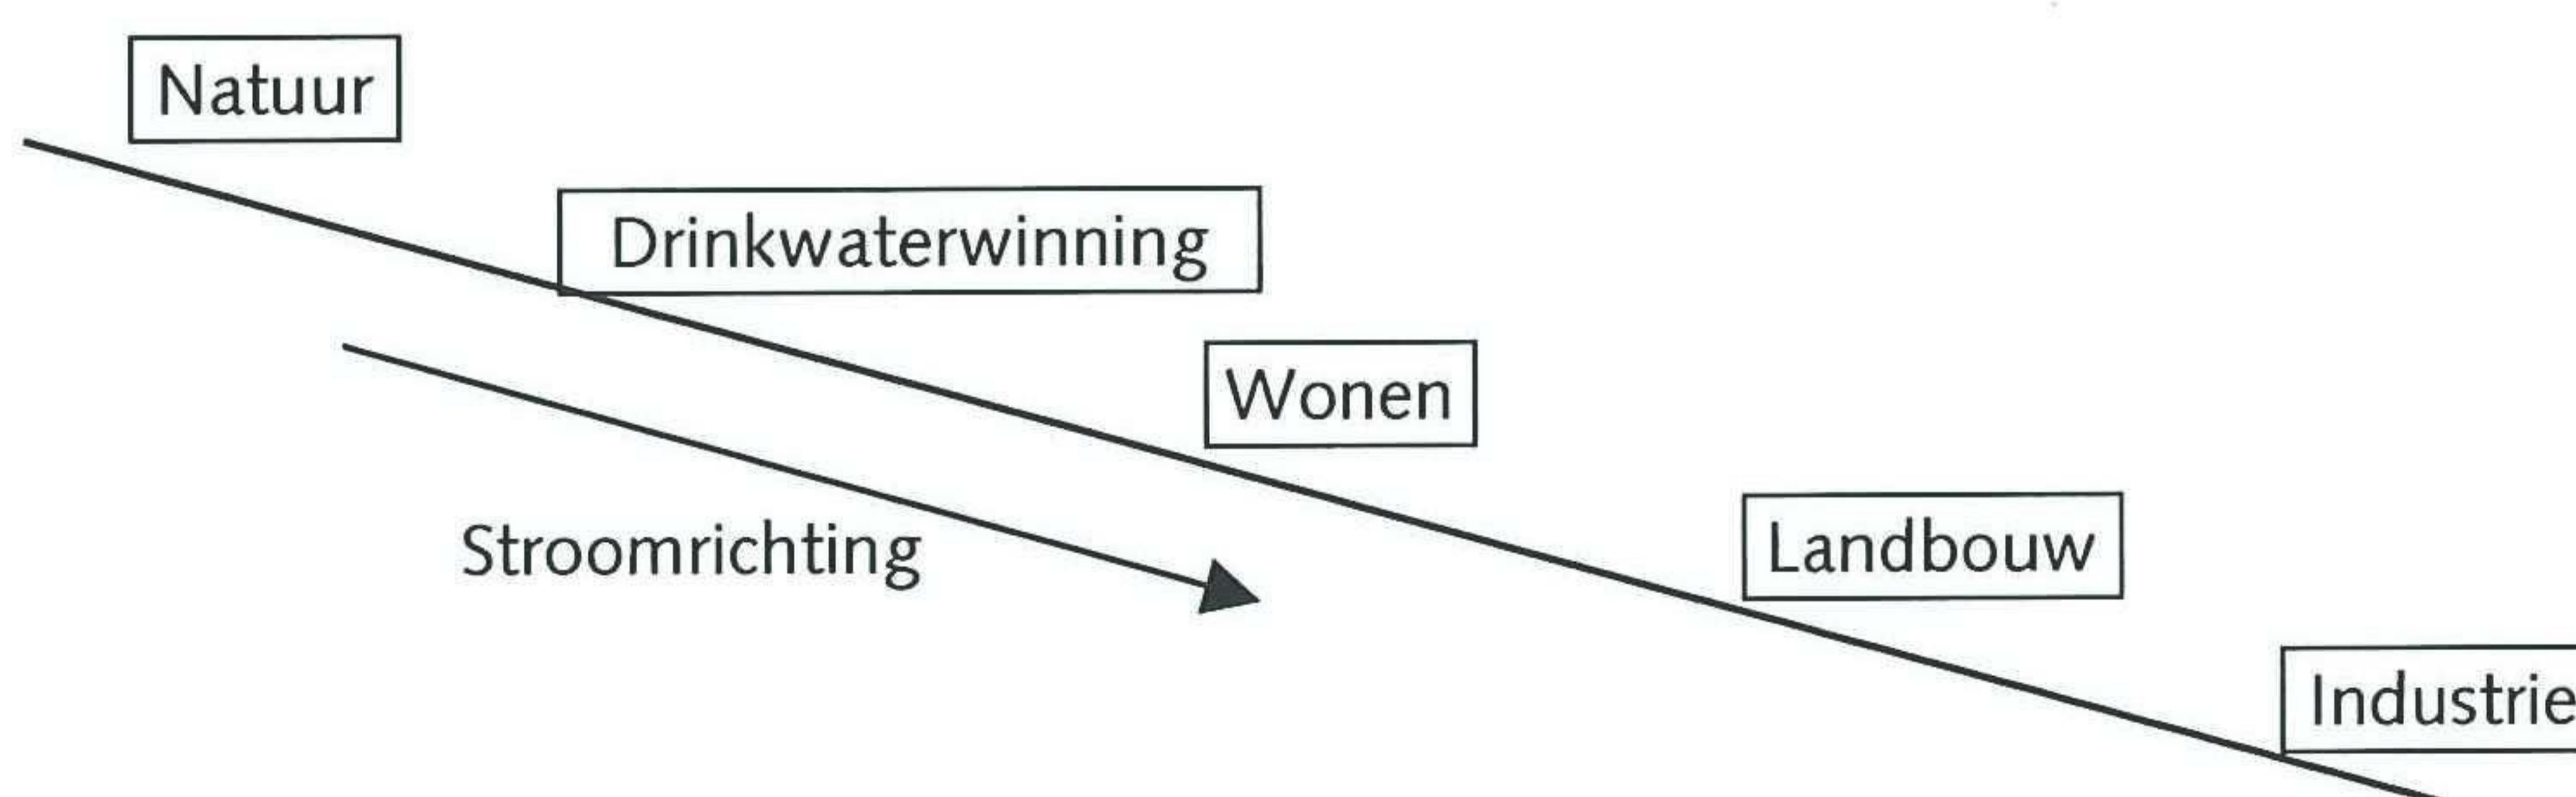 Natuur
Drinkwaterwinning
Wonen
Stroomrichting
Landbouw
Industrie